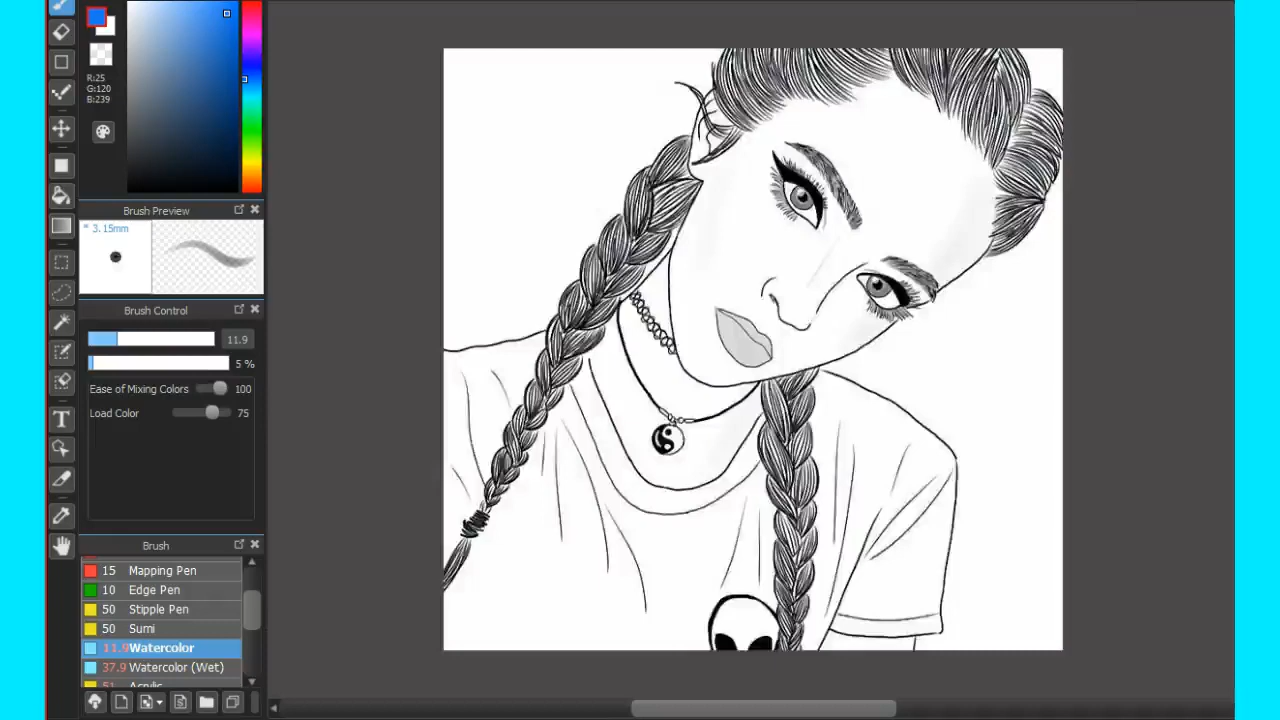 R:25
G:120
B:239
Brush Preview
* 3.15mm
Brush Control
11.9
5 %
Ease of Mixing Colors 100
Load Color 75
Brush
15 Mapping Pen
10 Edge Pen
50 Stipple Pen
50 Sumi
11.9 Watercolor
37.9 Watercolor (Wet)
51 Acrylic
T